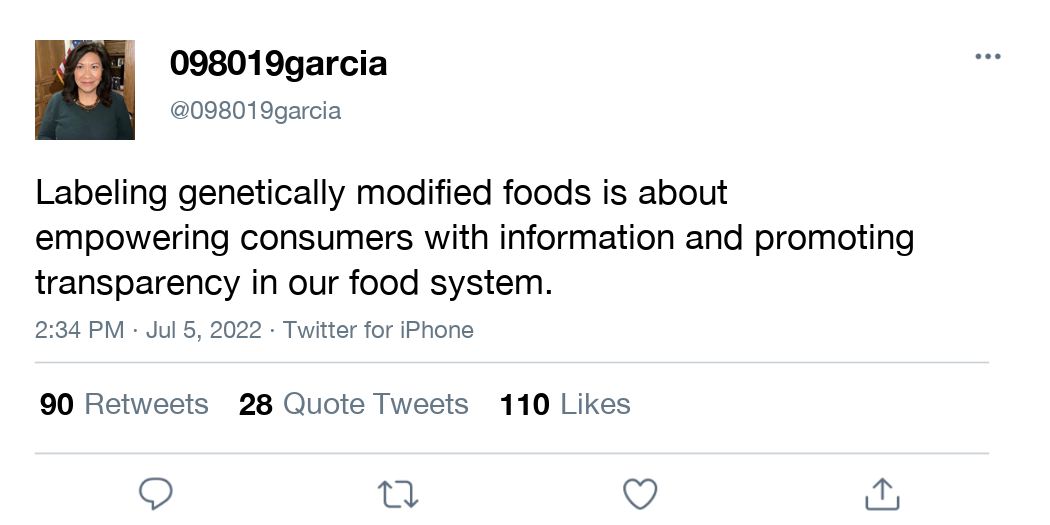 098019garcia
@098019garcia
Labeling genetically modified foods is about
empowering consumers with information and promoting
transparency in our food system.
2:34 PM · Jul 5, 2022 · Twitter for iPhone
90 Retweets 28 Quote Tweets 110 Likes